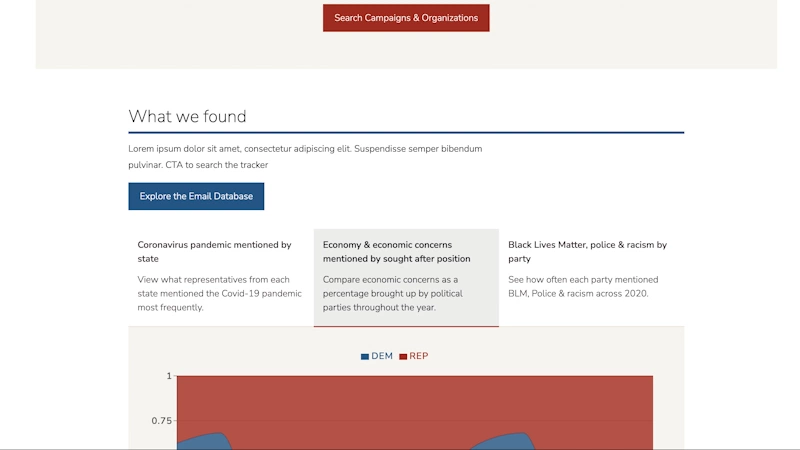 Search Campaigns & Organizations
What we found
Lorem ipsum dolor sit amet, consectetur adipiscing elit. Suspendisse semper bibendum
pulvinar. CTA to search the tracker
Explore the Email Database
Coronavirus pandemic mentioned by
state
View what representatives from each
state mentioned the Covid-19 pandemic
most frequently.
Economy & economic concerns
mentioned by sought after position
Compare economic concerns as a
percentage brought up by political
parties throughout the year.
Black Lives Matter, police & racism by
party
See how often each party mentioned
BLM, Police & racism across 2020.
DEM REP
1
0.75